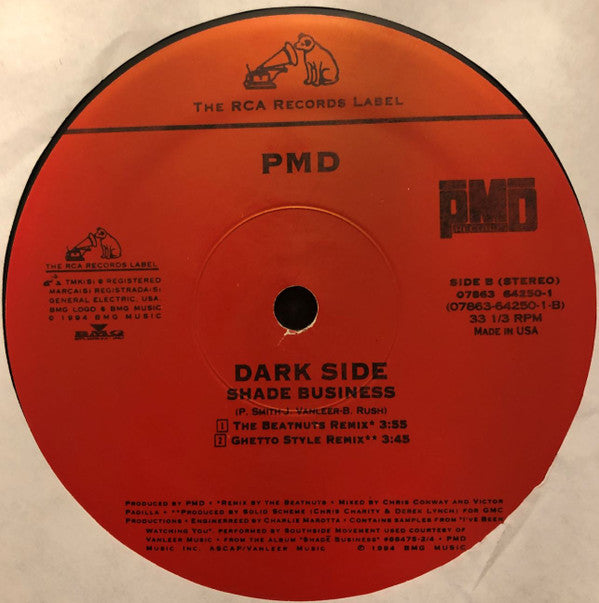 The RCA Records Label
PMD
PMD
RECORDS
The RCA Records Label
TMK(S) ® Registered
Marca(s) Registrada(s)
General Electric, USA.
BMG Logo ® BMG Music
© 1994 BMG Music
BMG
Side B (Stereo)
07863 64250-1
(07863-64250-1-B)
33 1/3 RPM
Made in USA
Dark Side
Shade Business
(P. Smith-J. Vanleer-B. Rush)
1 The Beatnuts Remix* 3:55
2 Ghetto Style Remix** 3:45
Produced by PMD • *Remix by The Beatnuts • Mixed by Chris Conway and Victor
Padilla • **Produced by Solid Scheme (Chris Charity & Derek Lynch) for GMC
Productions • Engineereed by Charlie Marotta • Contains samples from "I've Been
Watching You", performed by Southside Movement used courtesy of
Vanleer Music • From the album "Shade Business" #66475-2/4 • PMD
Music Inc. ASCAP/Vanleer Music © 1994 BMG Music